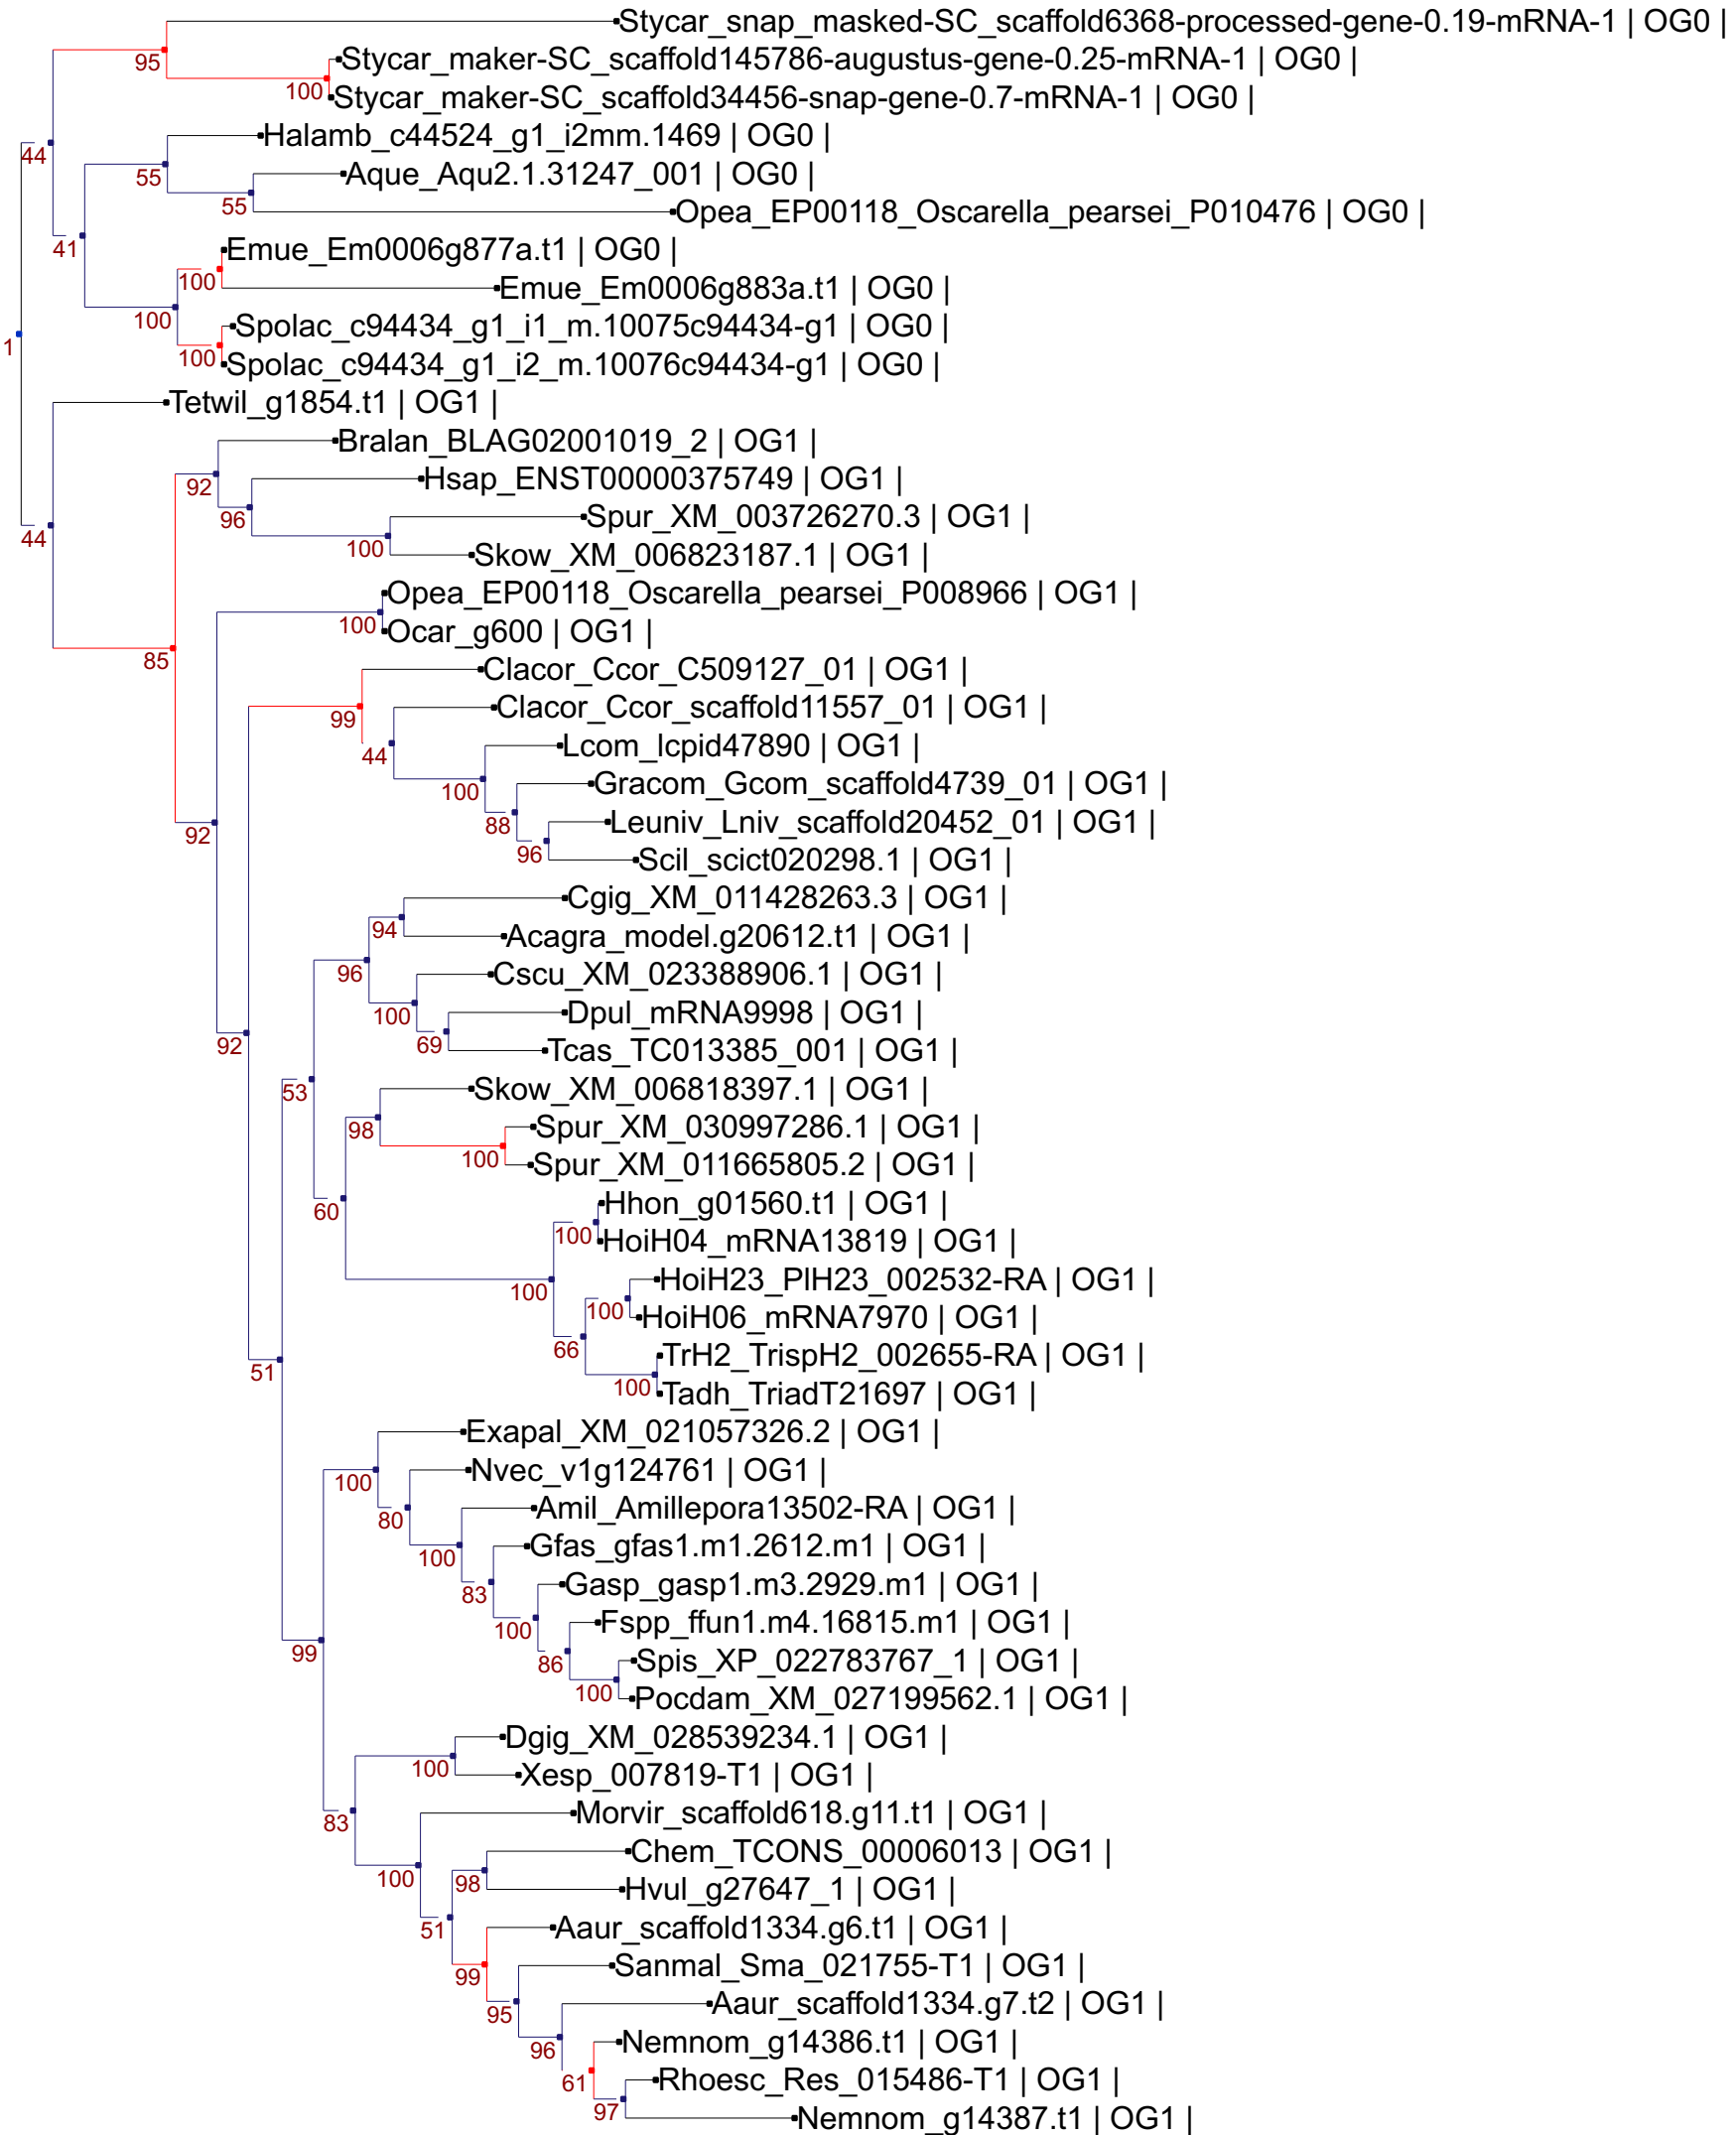 Stycar_snap_masked-SC_scaffold6368-processed-gene-0.19-mRNA-1 | OG0 |
95
Stycar_maker-SC_scaffold145786-augustus-gene-0.25-mRNA-1 | OG0 |
100
Stycar_maker-SC_scaffold34456-snap-gene-0.7-mRNA-1 | OG0 |
Halamb_c44524_g1_i2mm.1469 | OG0 |
44
55
Aque_Aqu2.1.31247_001 | OG0 |
55
Opea_EP00118_Oscarella_pearsei_P010476 | OG0 |
41
Emue_Em0006g877a.t1 | OG0 |
100
Emue_Em0006g883a.t1 | OG0 |
100
Spolac_c94434_g1_i1_m.10075c94434-g1 | OG0 |
1
100
Spolac_c94434_g1_i2_m.10076c94434-g1 | OG0 |
Tetwil_g1854.t1 | OG1 |
Bralan_BLAG02001019_2 | OG1 |
92
Hsap_ENST00000375749 | OG1 |
96
Spur_XM_003726270.3 | OG1 |
44
100
Skow_XM_006823187.1 | OG1 |
Opea_EP00118_Oscarella_pearsei_P008966 | OG1 |
100
Ocar_g600 | OG1 |
85
Clacor_Ccor_C509127_01 | OG1 |
99
Clacor_Ccor_scaffold11557_01 | OG1 |
44
Lcom_lcpid47890 | OG1 |
100
Gracom_Gcom_scaffold4739_01 | OG1 |
88
Leuniv_Lniv_scaffold20452_01 | OG1 |
92
96
Scil_scict020298.1 | OG1 |
Cgig_XM_011428263.3 | OG1 |
94
Acagra_model.g20612.t1 | OG1 |
96
Cscu_XM_023388906.1 | OG1 |
100
Dpul_mRNA9998 | OG1 |
92
69
Tcas_TC013385_001 | OG1 |
53
Skow_XM_006818397.1 | OG1 |
98
Spur_XM_030997286.1 | OG1 |
100
Spur_XM_011665805.2 | OG1 |
60
Hhon_g01560.t1 | OG1 |
100
HoiH04_mRNA13819 | OG1 |
100
HoiH23_PlH23_002532-RA | OG1 |
100
HoiH06_mRNA7970 | OG1 |
66
TrH2_TrispH2_002655-RA | OG1 |
51
100
Tadh_TriadT21697 | OG1 |
Exapal_XM_021057326.2 | OG1 |
100
Nvec_v1g124761 | OG1 |
80
Amil_Amillepora13502-RA | OG1 |
100
Gfas_gfas1.m1.2612.m1 | OG1 |
83
Gasp_gasp1.m3.2929.m1 | OG1 |
100
Fspp_ffun1.m4.16815.m1 | OG1 |
99
86
Spis_XP_022783767_1 | OG1 |
100
Pocdam_XM_027199562.1 | OG1 |
Dgig_XM_028539234.1 | OG1 |
100
Xesp_007819-T1 | OG1 |
83
Morvir_scaffold618.g11.t1 | OG1 |
Chem_TCONS_00006013 | OG1 |
100
98
Hvul_g27647_1 | OG1 |
51
Aaur_scaffold1334.g6.t1 | OG1 |
99
Sanmal_Sma_021755-T1 | OG1 |
95
Aaur_scaffold1334.g7.t2 | OG1 |
96
Nemnom_g14386.t1 | OG1 |
61
Rhoesc_Res_015486-T1 | OG1 |
97
Nemnom_g14387.t1 | OG1 |